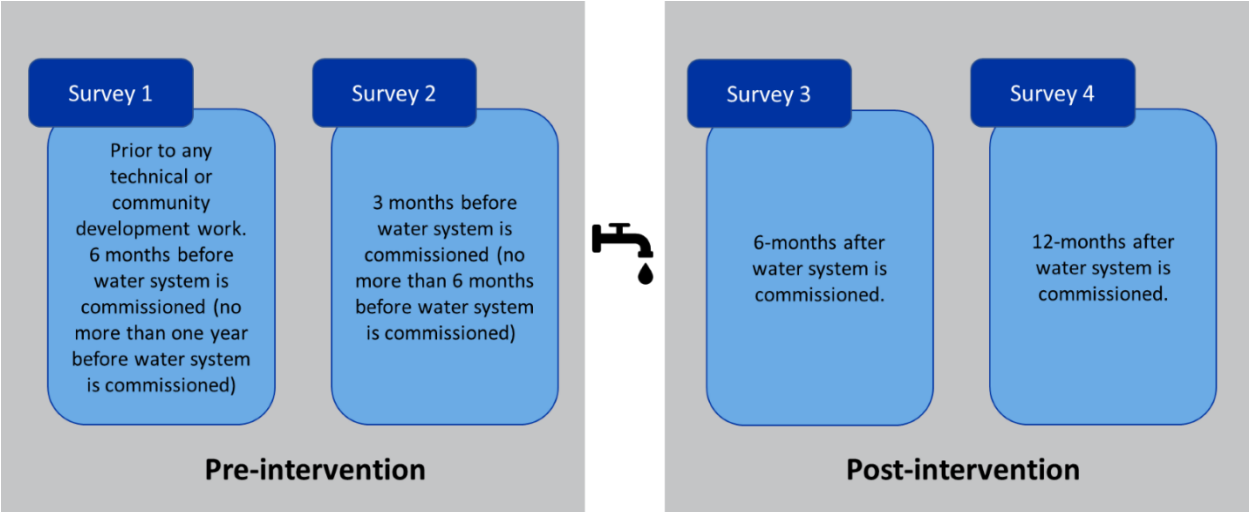 Survey 1
Prior to any
technical or
community
development work.
6 months before
water system is
commissioned (no
more than one year
before water system
is commissioned)
Survey 2
3 months before
water system is
commissioned (no
more than 6 months
before water system
is commissioned)
Pre-intervention
Survey 3
6-months after
water system is
commissioned.
Survey 4
12-months after
water system is
commissioned.
Post-intervention